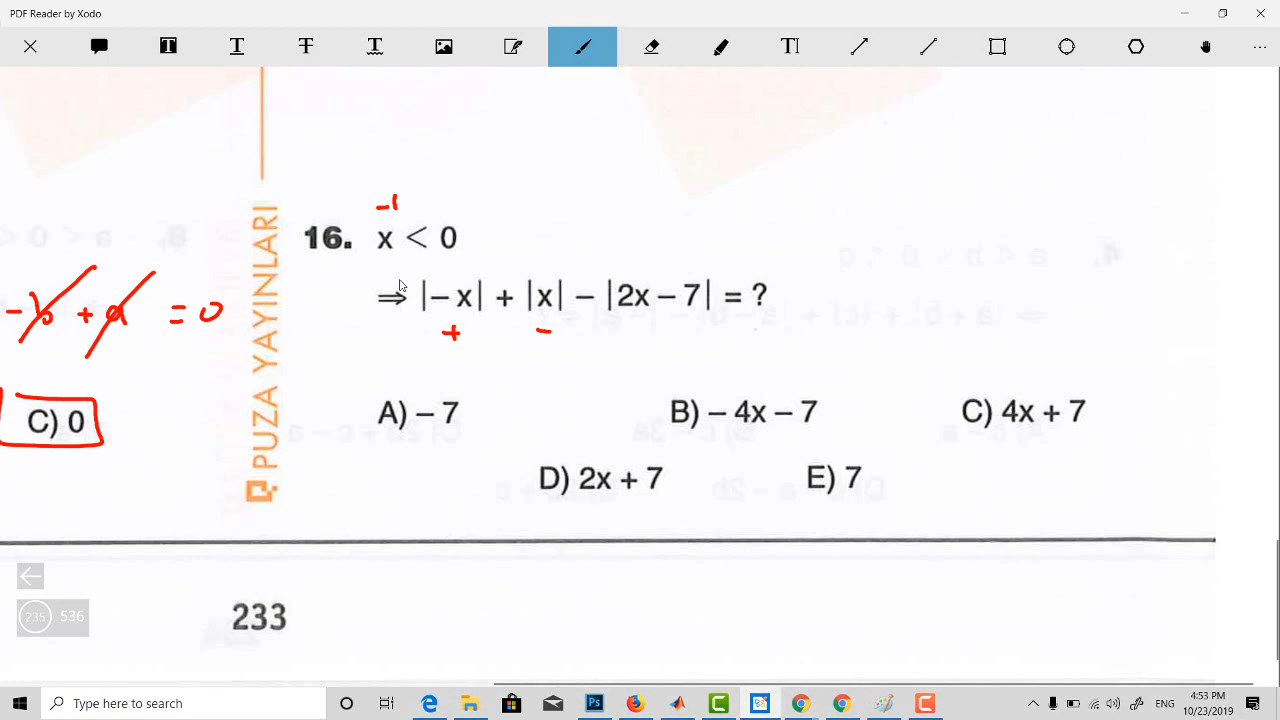 PDF Reader by Xodo
-1
16. x < 0
⇒ |– x| + |x| – |2x – 7| = ?
+ –
A) – 7 B) – 4x – 7 C) 4x + 7
D) 2x + 7 E) 7
- b + a = 0
C) 0
PUZA YAYINLARI
235 536
233
Type here to search
ENG
4:53 PM
10/23/2019